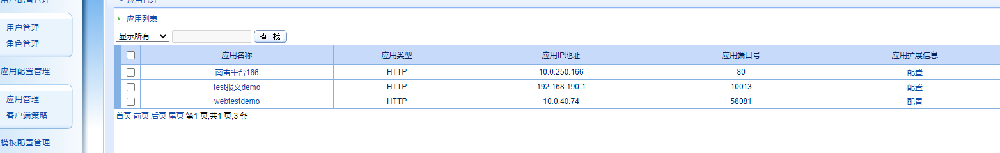 用户配置管理
用户管理
角色管理
应用配置管理
应用管理
客户端策略
模板配置管理
应用管理
应用列表
显示所有 查 找
应用名称 应用类型 应用IP地址 应用端口号 应用扩展信息
南宙平台166 HTTP 10.0.250.166 80 配置
test报文demo HTTP 192.168.190.1 10013 配置
webtestdemo HTTP 10.0.40.74 58081 配置
首页 前页 后页 尾页 第1 页,共1 页,3 条